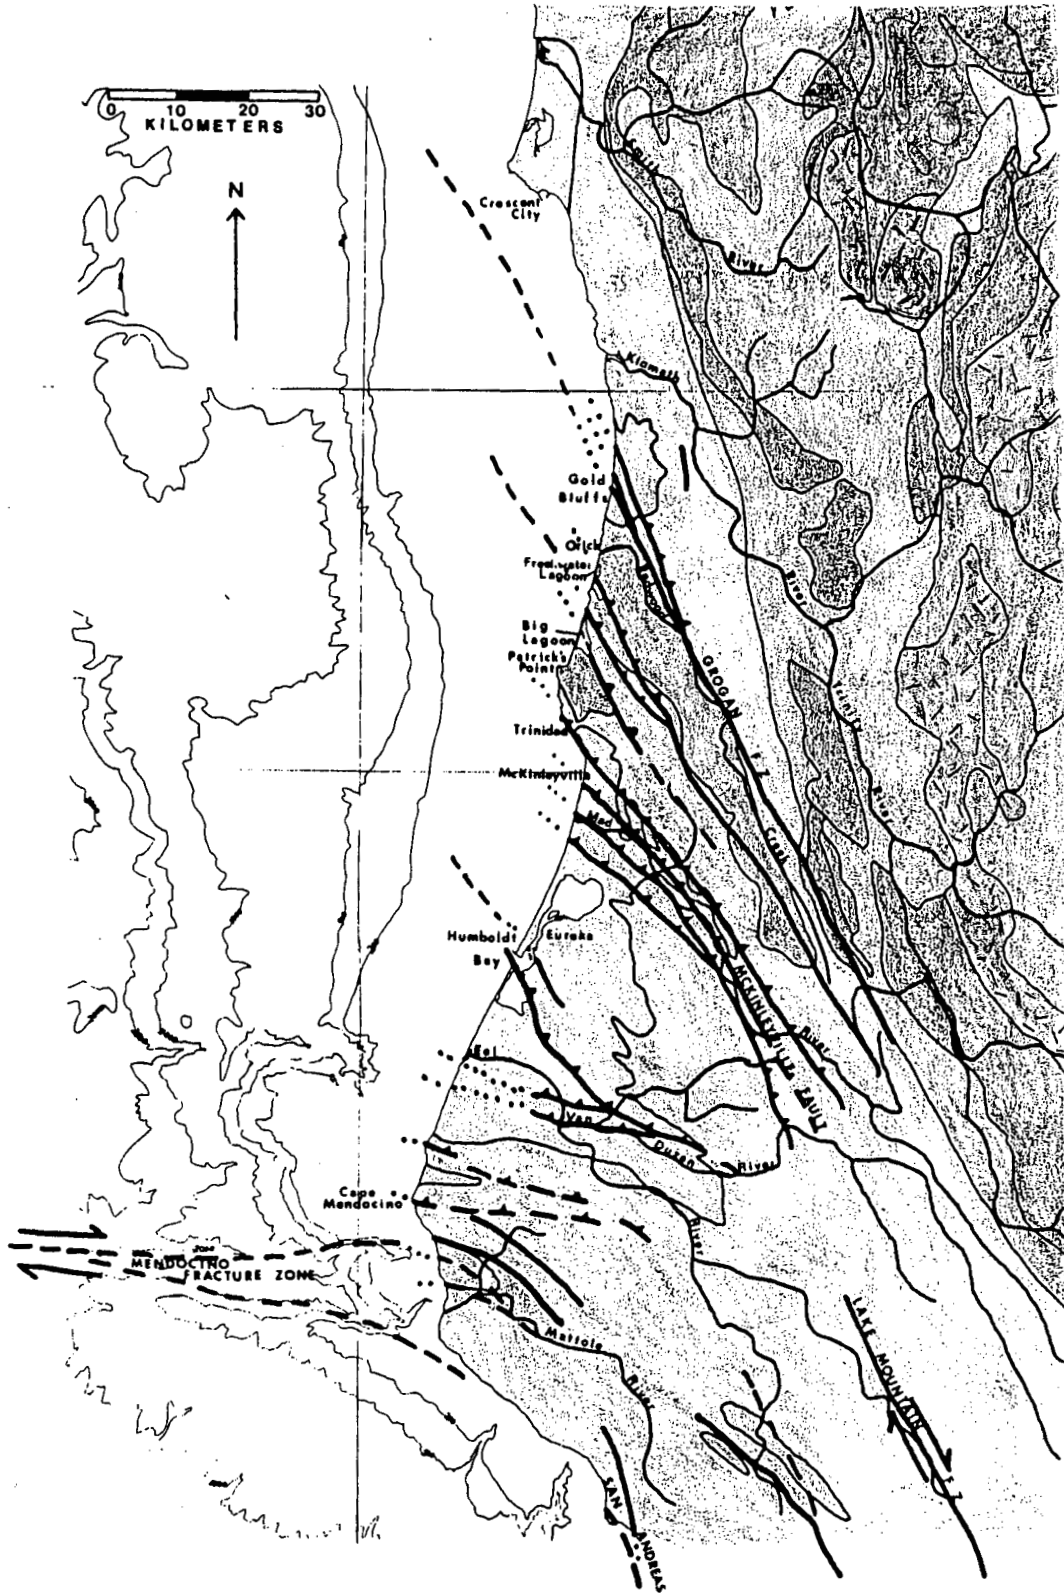 0 10 20 30
KILOMETERS
N
Crescent
City
Smith
River
Klamath
Gold
Bluffs
Orick
Freshwater
Lagoon
Redwood
River
Big
Lagoon
Patrick's
Point
GROGAN F Z
Trinity
Trinidad
McKinleyville
River
Mad
Creek
Humboldt
Bay
Eureka
MCKINLEYVILLE FAULT
River
Eel
Van
Duzen
River
Cape
Mendocino
River
MENDOCINO
FRACTURE ZONE
LAKE MOUNTAIN F Z
Mattole
River
SAN ANDREAS